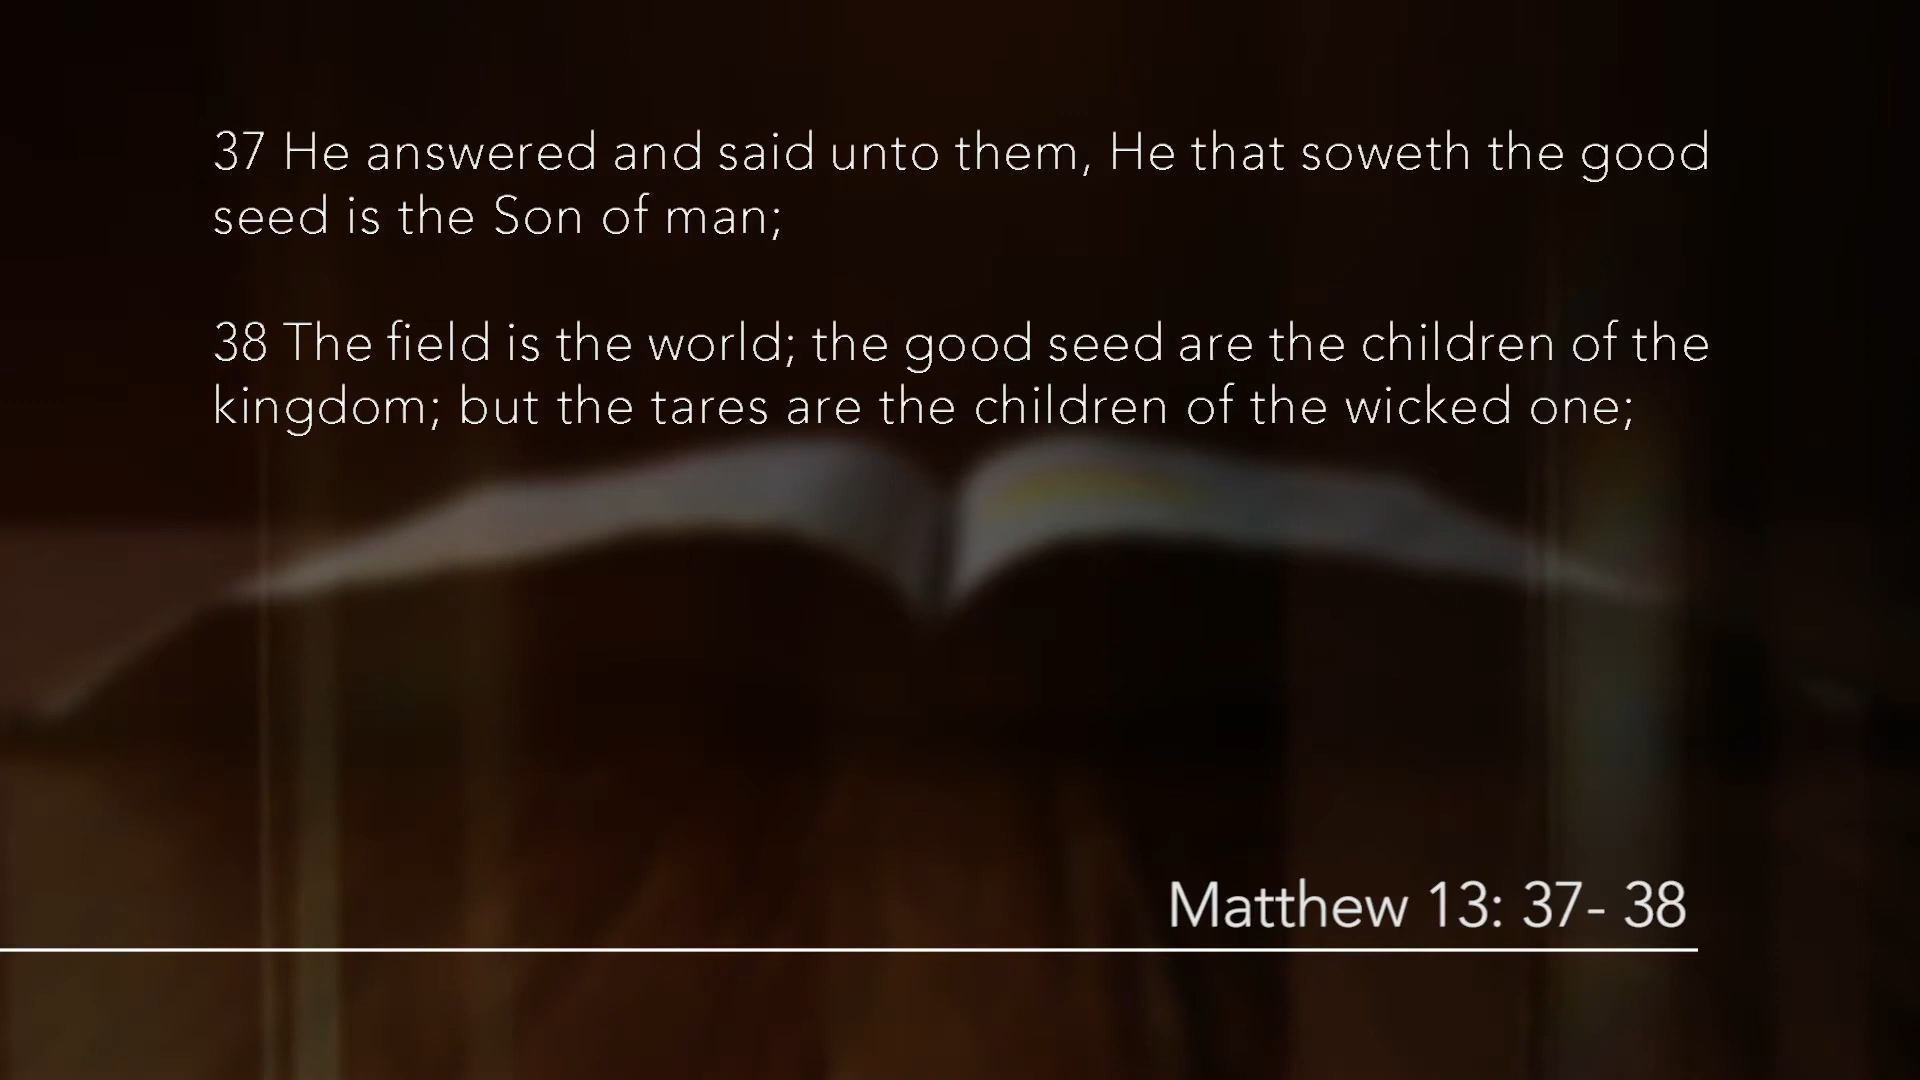 37 He answered and said unto them, He that soweth the good
seed is the Son of man;
38 The field is the world; the good seed are the children of the
kingdom; but the tares are the children of the wicked one;
Matthew 13: 37- 38